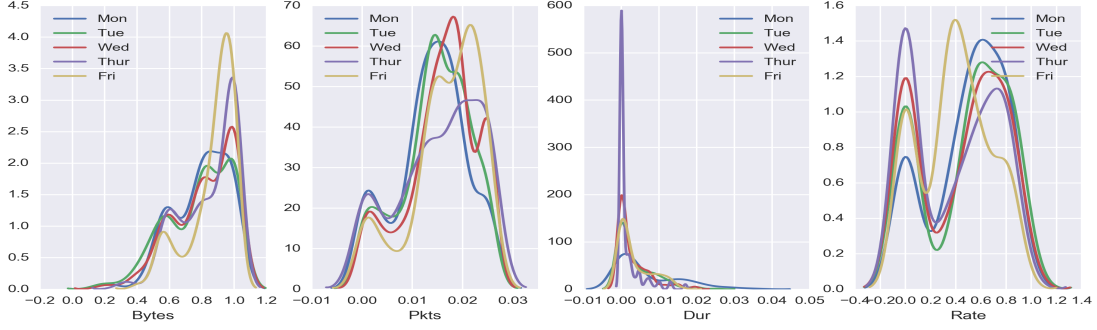 4.5
4.0
3.5
3.0
2.5
2.0
1.5
1.0
0.5
0.0
−0.2 0.0 0.2 0.4 0.6 0.8 1.0 1.2
Bytes
Mon
Tue
Wed
Thur
Fri
70
60
50
40
30
20
10
0
−0.01 0.00 0.01 0.02 0.03
Pkts
Mon
Tue
Wed
Thur
Fri
600
500
400
300
200
100
0
−0.01 0.00 0.01 0.02 0.03 0.04 0.05
Dur
Mon
Tue
Wed
Thur
Fri
1.6
1.4
1.2
1.0
0.8
0.6
0.4
0.2
0.0
−0.4−0.20.0 0.2 0.4 0.6 0.8 1.0 1.2 1.4
Rate
Mon
Tue
Wed
Thur
Fri